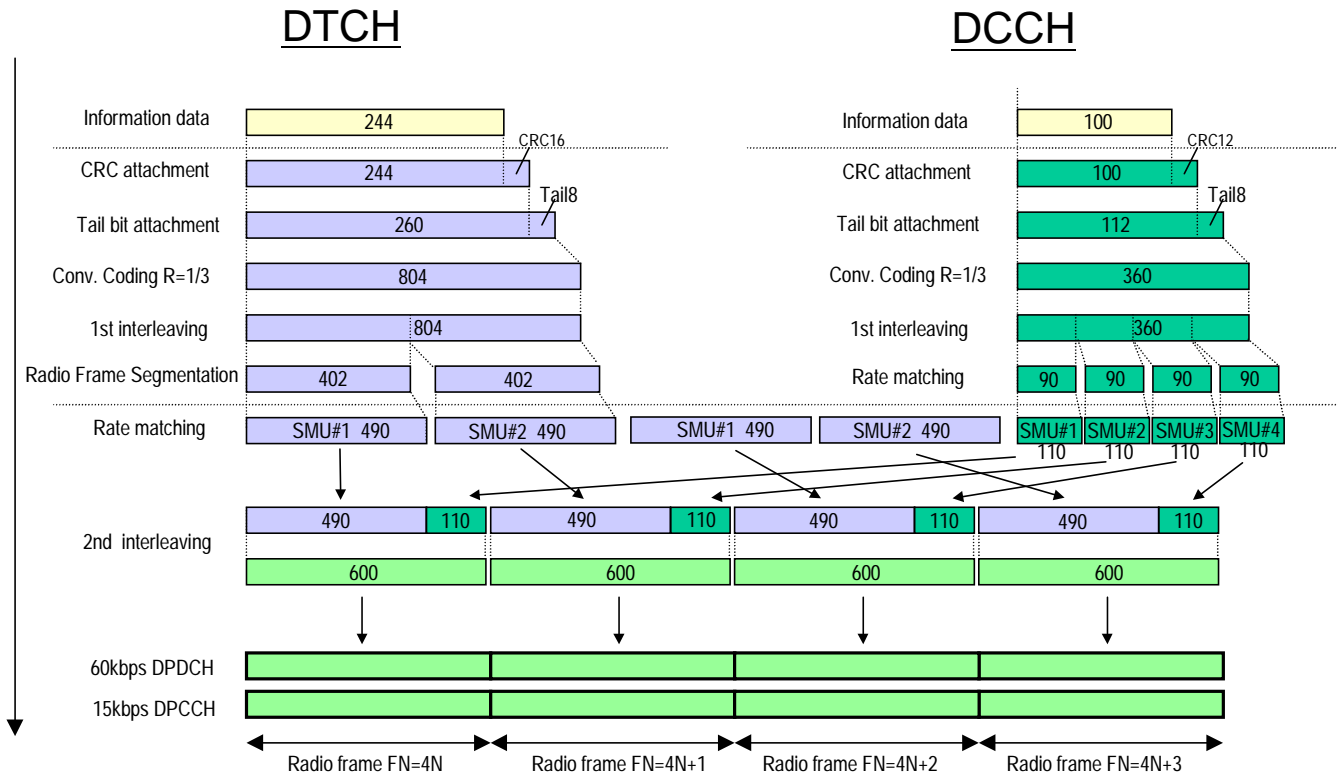 DTCH DCCH
Information data 244 Information data 100
CRC16 CRC12
CRC attachment 244 CRC attachment 100
Tail8 Tail8
Tail bit attachment 260 Tail bit attachment 112
Conv. Coding R=1/3 804 Conv. Coding R=1/3 360
1st interleaving 804 1st interleaving 360
Radio Frame Segmentation 402 402 Rate matching 90 90 90 90
Rate matching SMU#1 490 SMU#2 490 SMU#1 490 SMU#2 490 SMU#1 SMU#2 SMU#3 SMU#4
110 110 110 110
490 110 490 110 490 110 490 110
2nd interleaving
600 600 600 600
60kbps DPDCH
15kbps DPCCH
Radio frame FN=4N Radio frame FN=4N+1 Radio frame FN=4N+2 Radio frame FN=4N+3